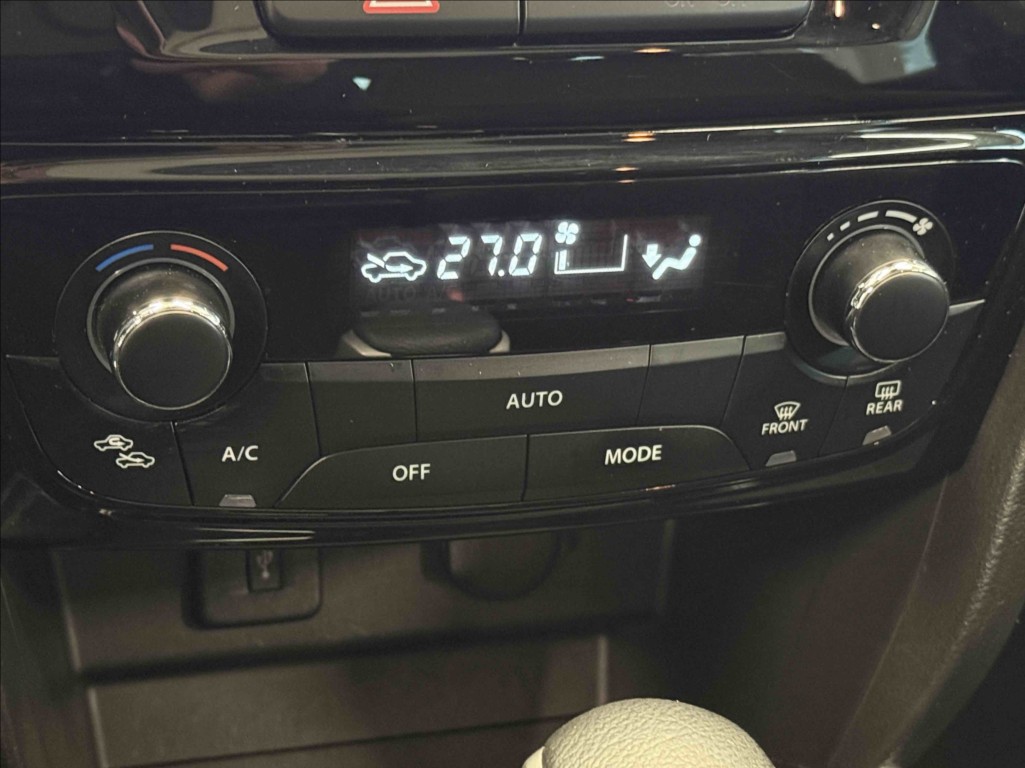 27.0
AUTO
FRONT
REAR
A/C
OFF
MODE